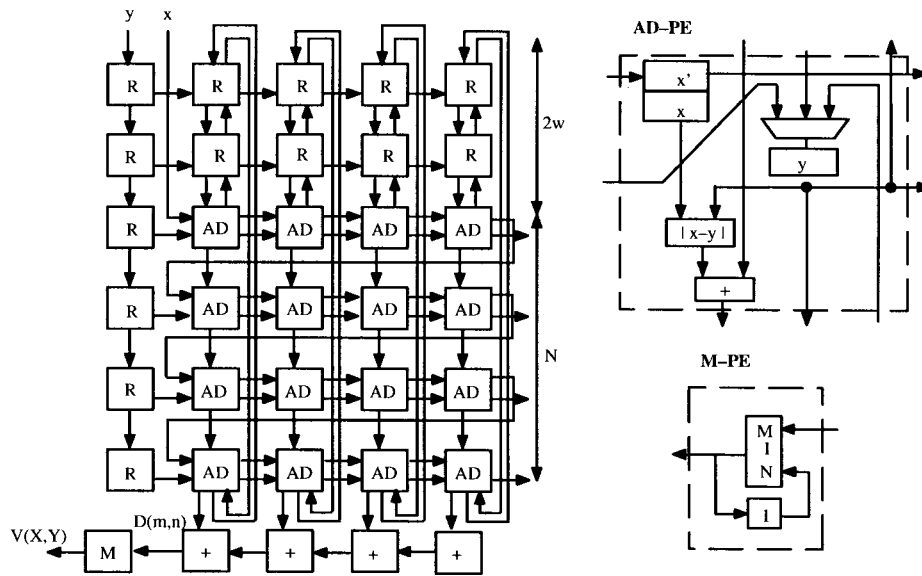 y x
R R R R R
R R R R R
2w
R AD AD AD AD
R AD AD AD AD
N
R AD AD AD AD
R AD AD AD AD
V(X,Y) M D(m,n) + + + +
AD–PE
x'
x
y
| x–y |
+
M–PE
M
I
N
1